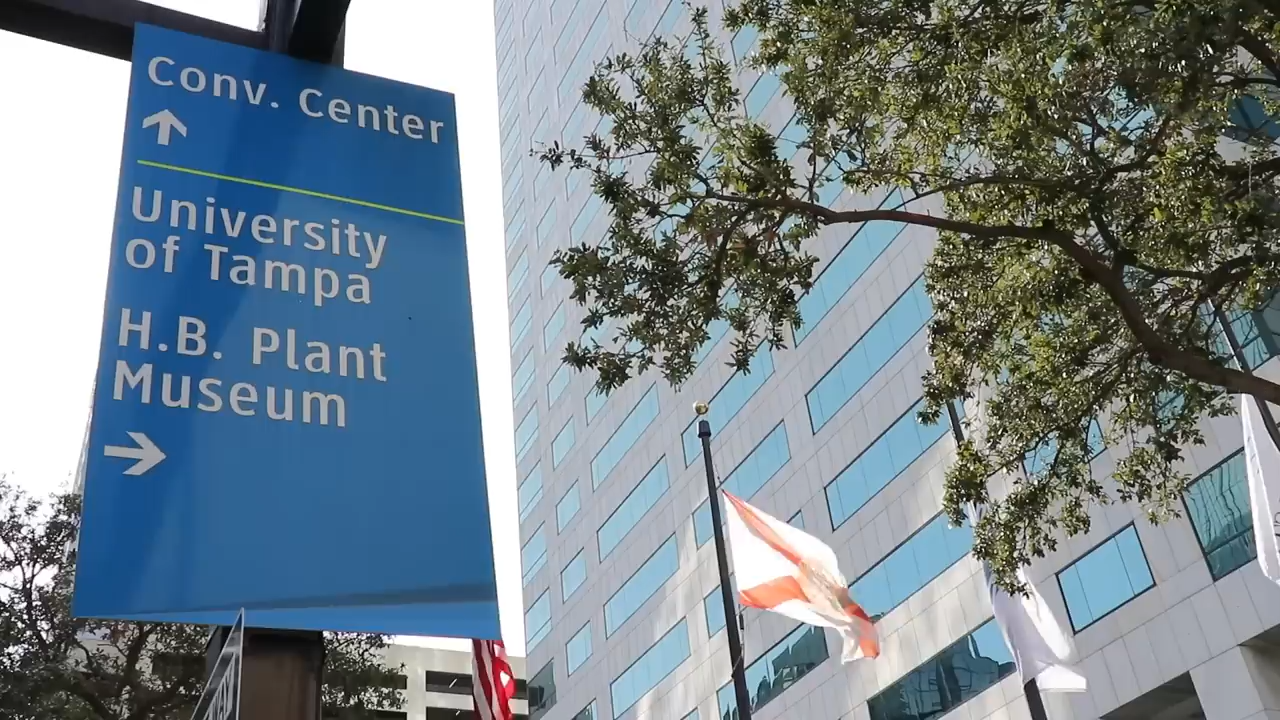 Conv. Center
University
of Tampa
H.B. Plant
Museum